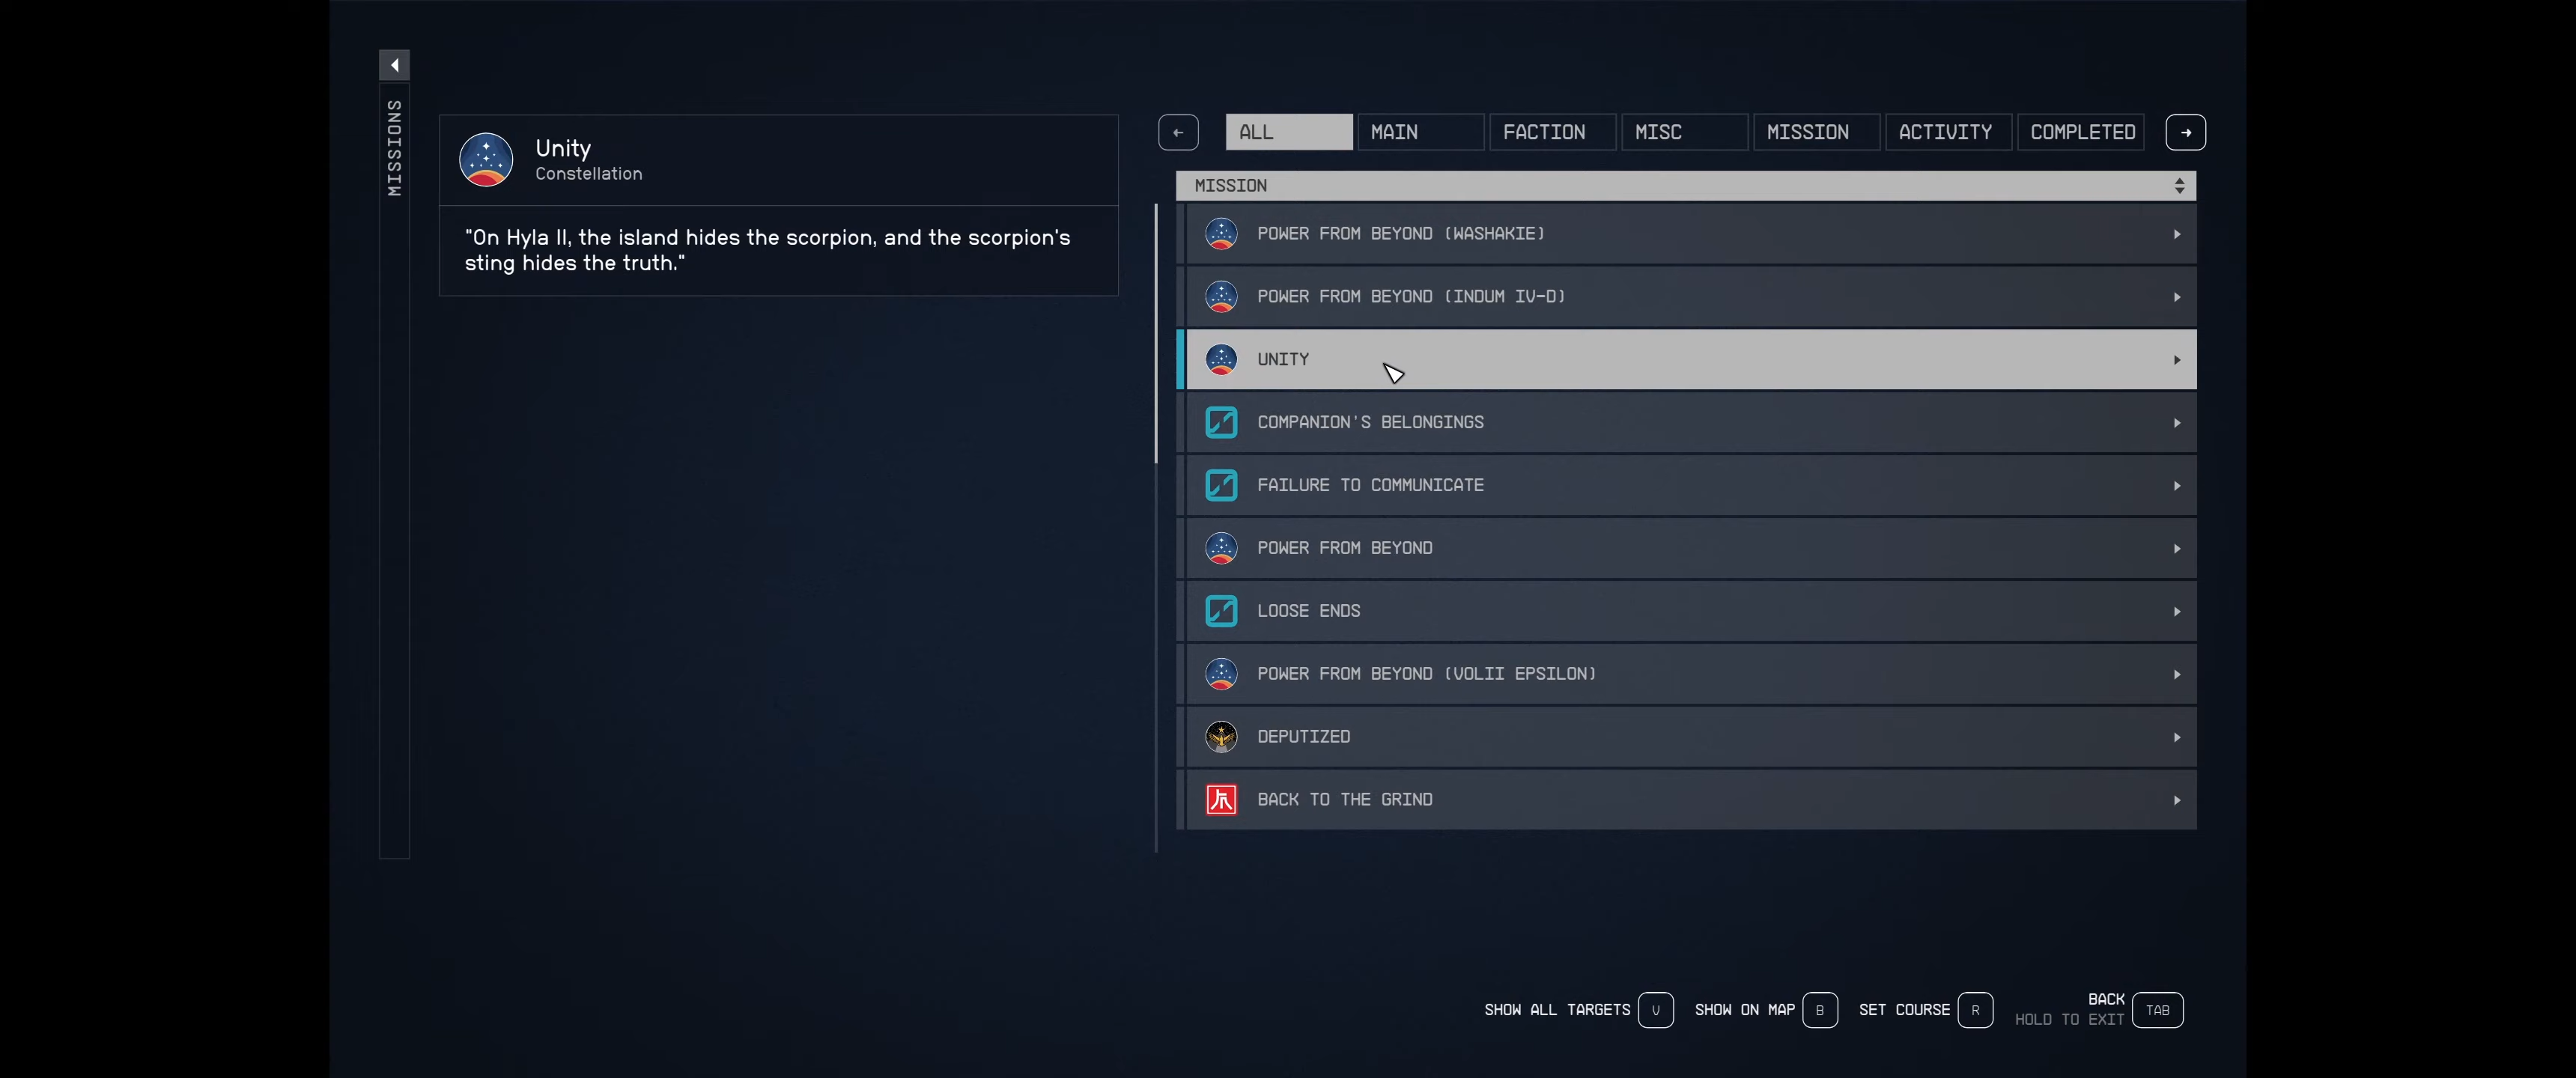 MISSIONS
Unity
Constellation
"On Hyla II, the island hides the scorpion, and the scorpion's
sting hides the truth."
ALL MAIN FACTION MISC MISSION ACTIVITY COMPLETED
MISSION
POWER FROM BEYOND (WASHAKIE)
POWER FROM BEYOND (INDUM IV-D)
UNITY
COMPANION'S BELONGINGS
FAILURE TO COMMUNICATE
POWER FROM BEYOND
LOOSE ENDS
POWER FROM BEYOND (VOLII EPSILON)
DEPUTIZED
BACK TO THE GRIND
SHOW ALL TARGETS V SHOW ON MAP B SET COURSE R BACK TAB
HOLD TO EXIT